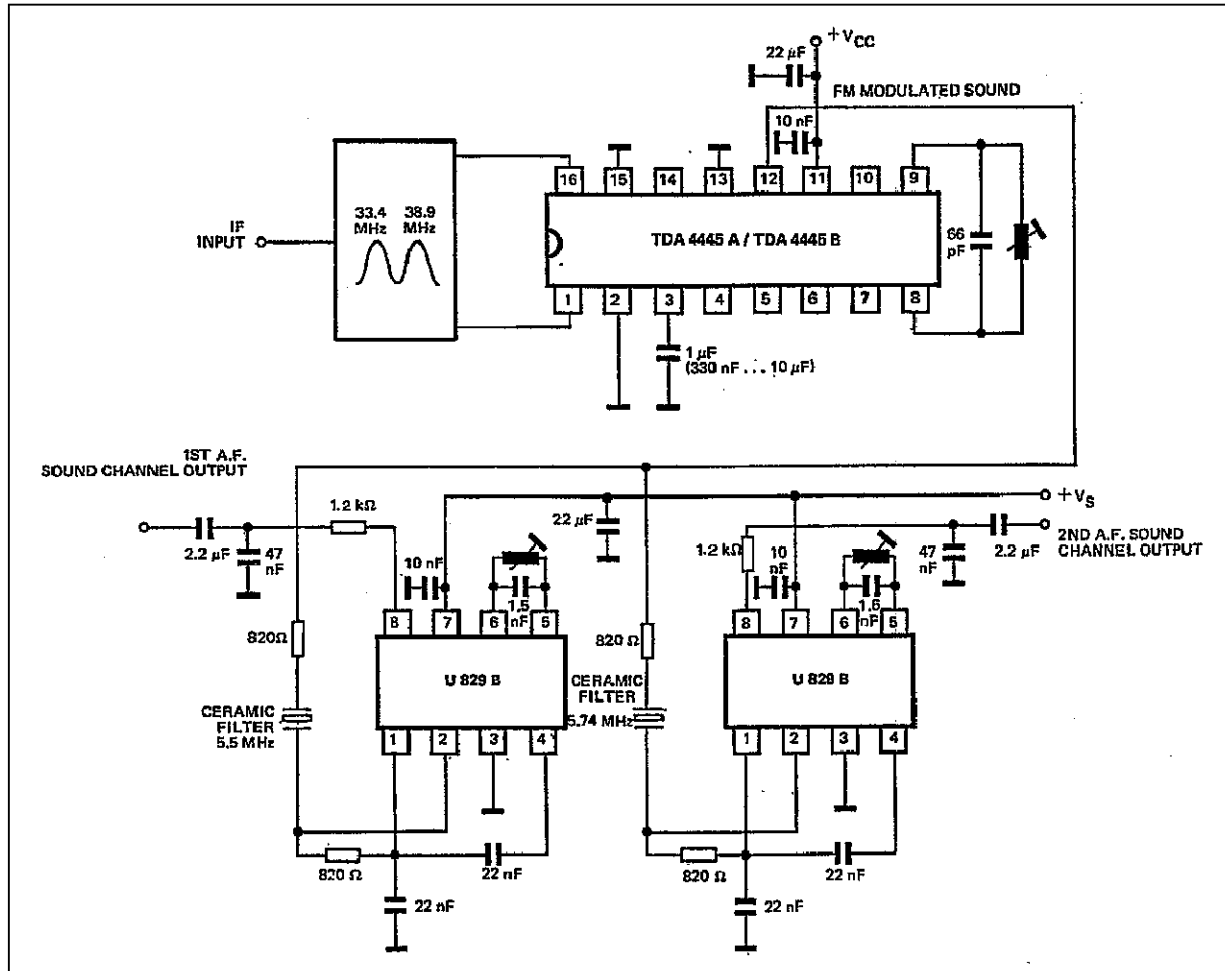 +VCC
22 µF
FM MODULATED SOUND
10 nF
16 15 14 13 12 11 10 9
33.4 MHz
38.9 MHz
IF INPUT
TDA 4445 A / TDA 4445 B
66 pF
1 2 3 4 5 6 7 8
1 µF
(330 nF ... 10 µF)
1ST A.F.
SOUND CHANNEL OUTPUT
1.2 kΩ
2.2 µF
47 nF
22 µF
+VS
2ND A.F. SOUND
CHANNEL OUTPUT
1.2 kΩ
10 nF
47 nF
2.2 µF
10 nF
1.5 nF
1.6 nF
8 7 6 5
8 7 6 5
820Ω
820 Ω
U 829 B
U 829 B
CERAMIC
FILTER
5.5 MHz
CERAMIC
FILTER
5.74 MHz
1 2 3 4
1 2 3 4
820 Ω
22 nF
820 Ω
22 nF
22 nF
22 nF